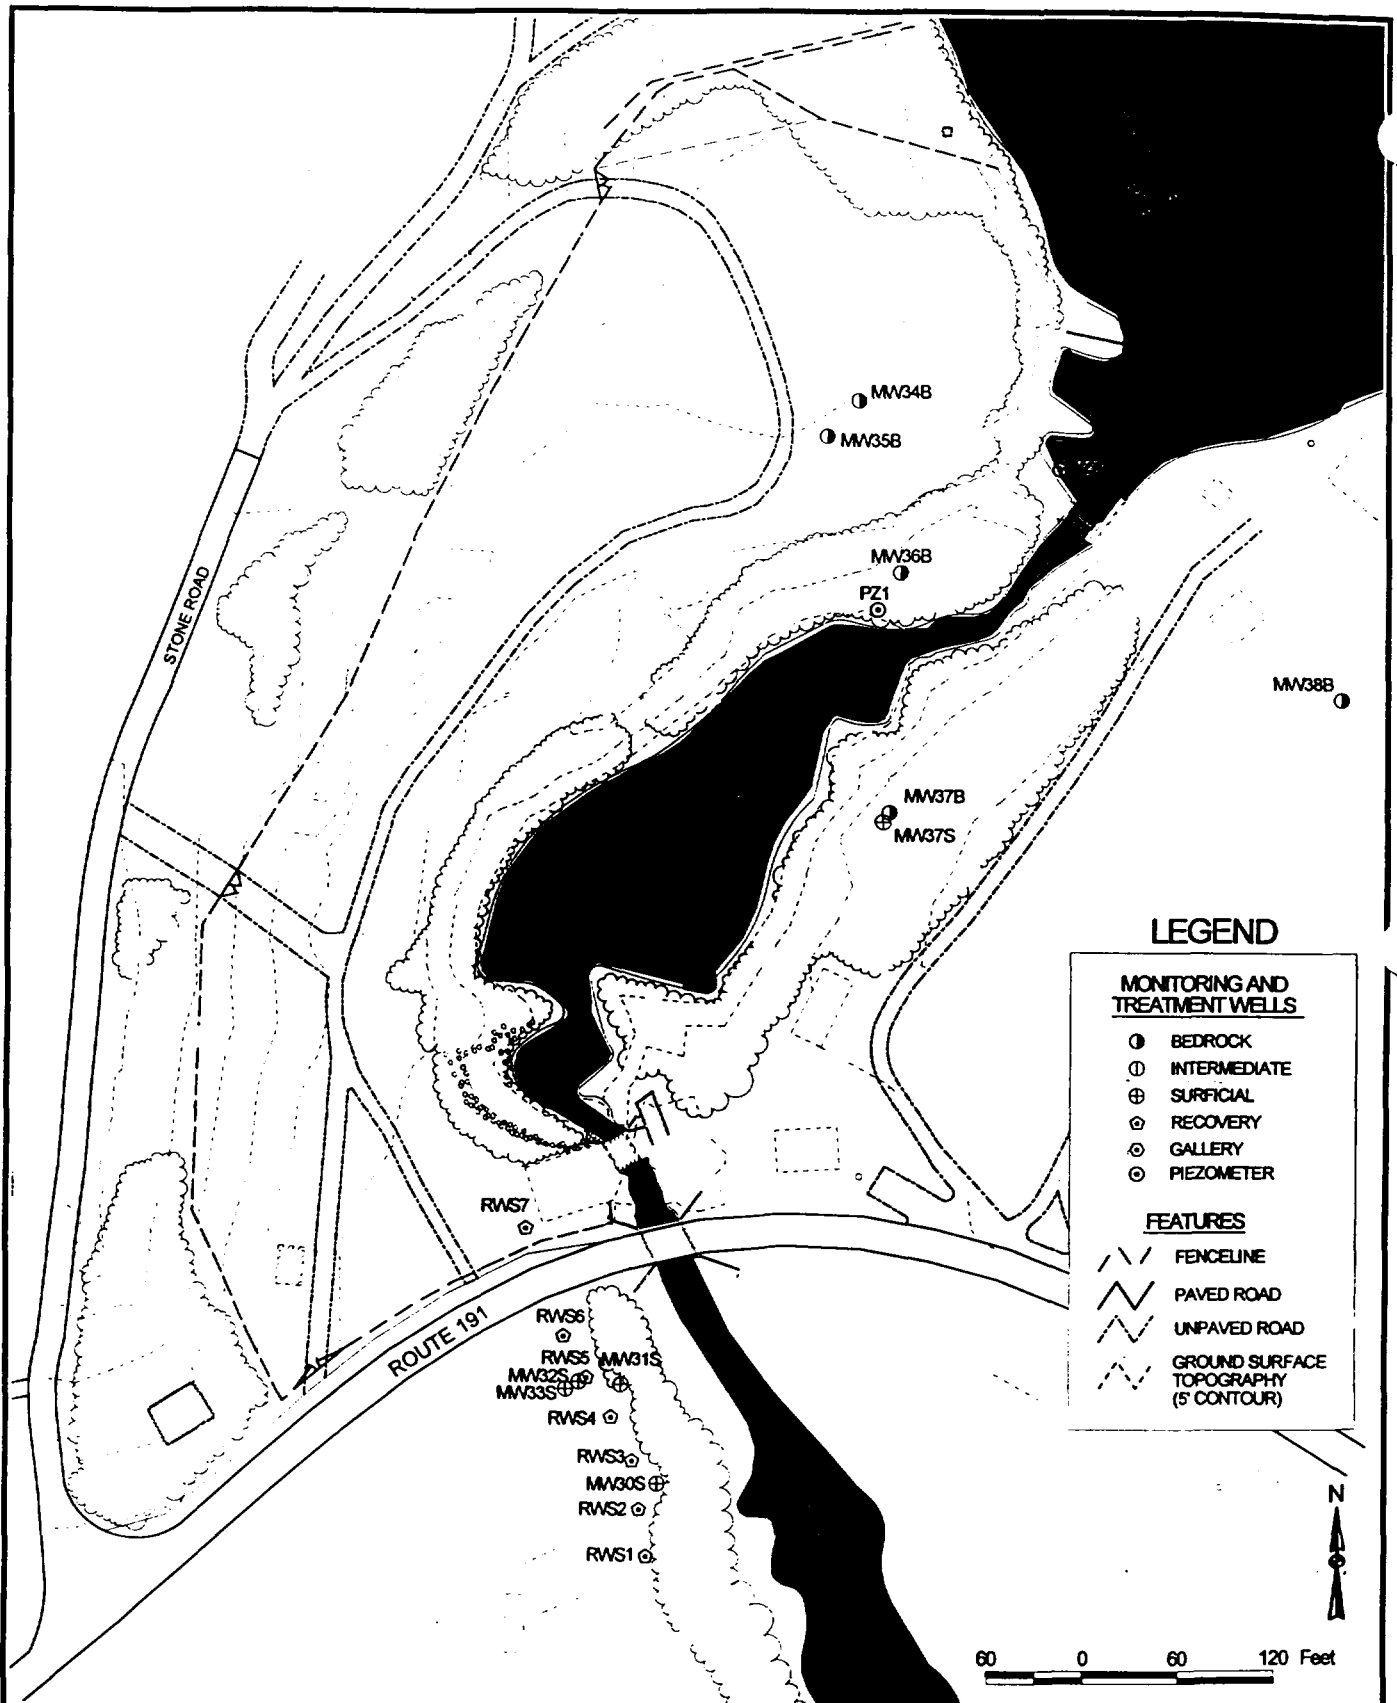 MW34B
MW35B
STONE ROAD
MW36B
PZ1
MW38B
MW37B
MW37S
LEGEND
MONITORING AND
TREATMENT WELLS
BEDROCK
INTERMEDIATE
SURFICIAL
RECOVERY
GALLERY
PIEZOMETER
FEATURES
FENCELINE
PAVED ROAD
UNPAVED ROAD
GROUND SURFACE
TOPOGRAPHY
(5' CONTOUR)
RWS7
ROUTE 191
RWS6
RWS5 MW31S
MW32S
MW33S
RWS4
RWS3
MW30S
RWS2
RWS1
N
60 0 60 120 Feet